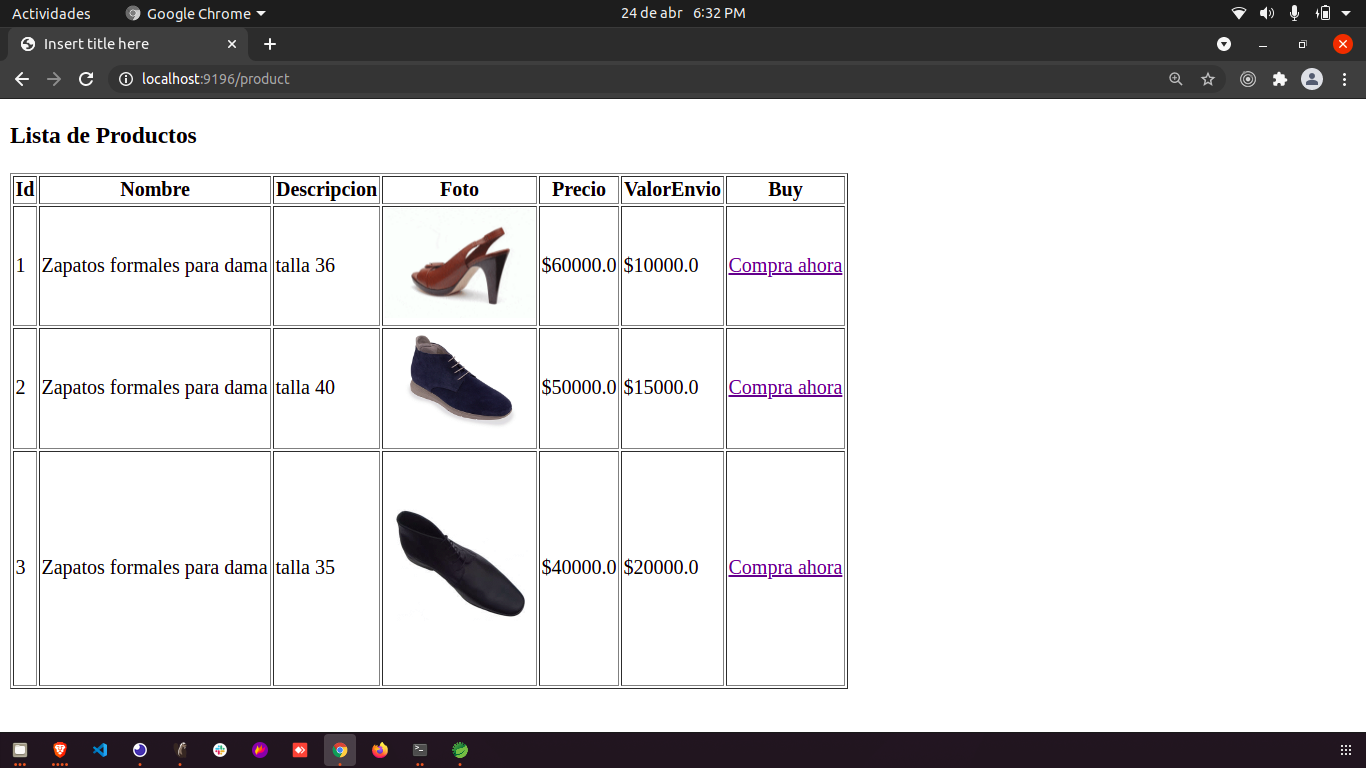 Actividades Google Chrome 24 de abr 6:32 PM
Insert title here
localhost:9196/product
Lista de Productos
Id Nombre Descripcion Foto Precio ValorEnvio Buy
1 Zapatos formales para dama talla 36 $60000.0 $10000.0 Compra ahora
2 Zapatos formales para dama talla 40 $50000.0 $15000.0 Compra ahora
3 Zapatos formales para dama talla 35 $40000.0 $20000.0 Compra ahora